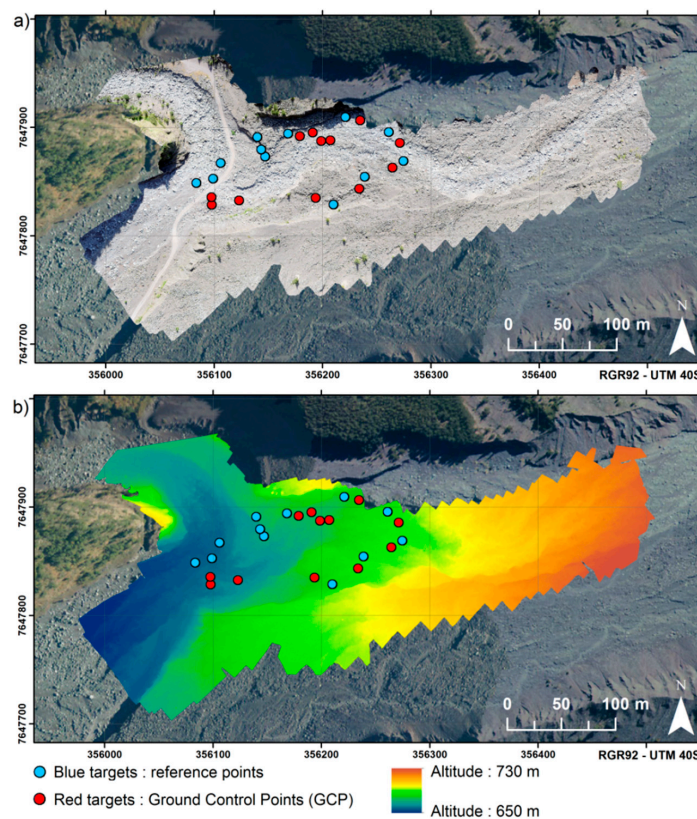 a)
7647900
7647800
7647700
N
0 50 100 m
356000 356100 356200 356300 356400 RGR92 - UTM 40S
b)
7647900
7647800
7647700
N
0 50 100 m
356000 356100 356200 356300 356400 RGR92 - UTM 40S
Blue targets : reference points
Red targets : Ground Control Points (GCP)
Altitude : 730 m
Altitude : 650 m